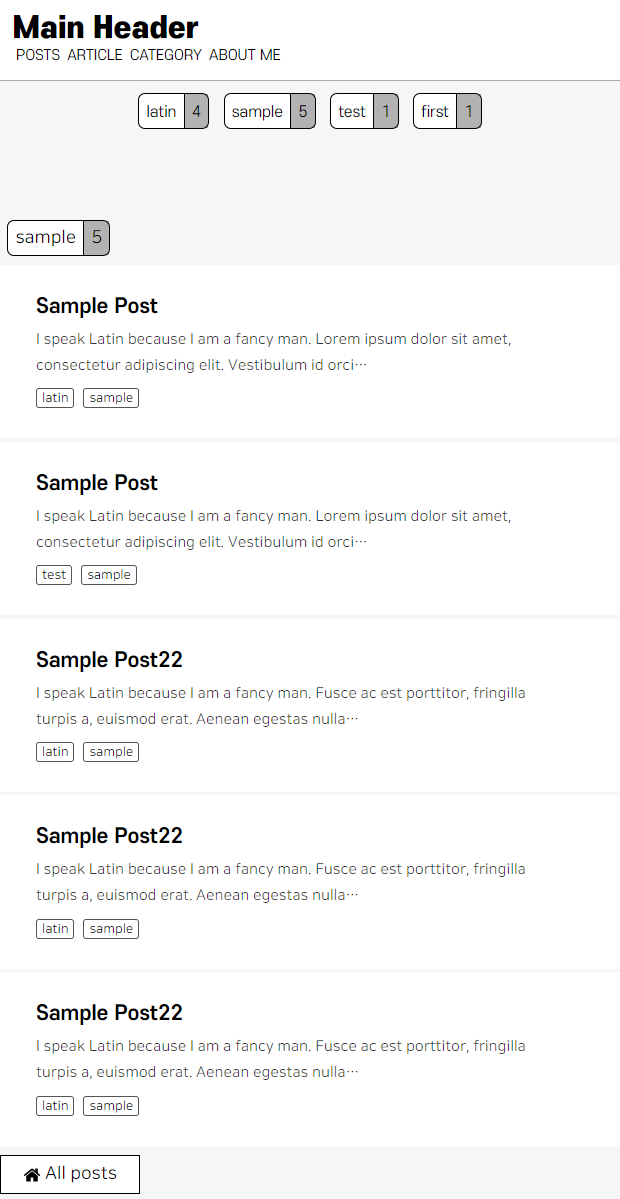 Main Header
POSTS ARTICLE CATEGORY ABOUT ME
latin 4 sample 5 test 1 first 1
sample 5
Sample Post
I speak Latin because I am a fancy man. Lorem ipsum dolor sit amet,
consectetur adipiscing elit. Vestibulum id orci…
latin sample
Sample Post
I speak Latin because I am a fancy man. Lorem ipsum dolor sit amet,
consectetur adipiscing elit. Vestibulum id orci…
test sample
Sample Post22
I speak Latin because I am a fancy man. Fusce ac est porttitor, fringilla
turpis a, euismod erat. Aenean egestas nulla…
latin sample
Sample Post22
I speak Latin because I am a fancy man. Fusce ac est porttitor, fringilla
turpis a, euismod erat. Aenean egestas nulla…
latin sample
Sample Post22
I speak Latin because I am a fancy man. Fusce ac est porttitor, fringilla
turpis a, euismod erat. Aenean egestas nulla…
latin sample
All posts